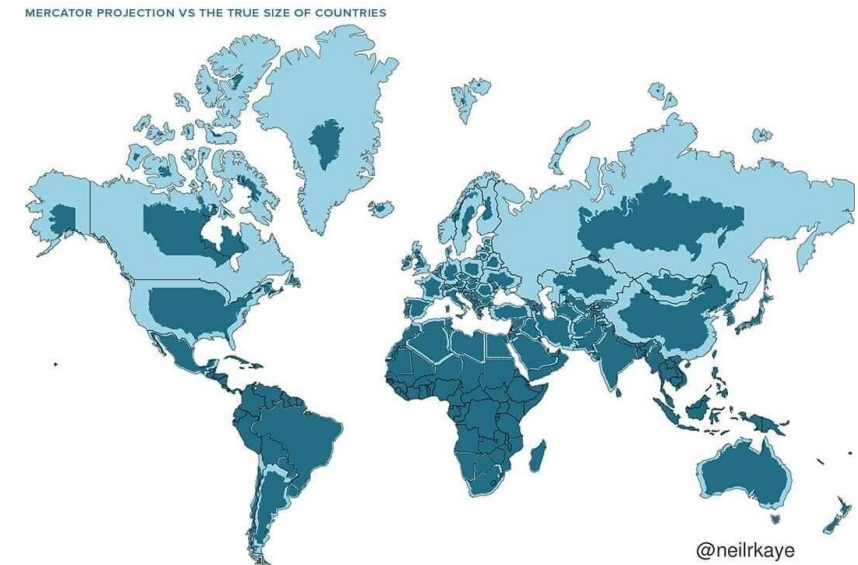 MERCATOR PROJECTION VS THE TRUE SIZE OF COUNTRIES
@neilrkaye